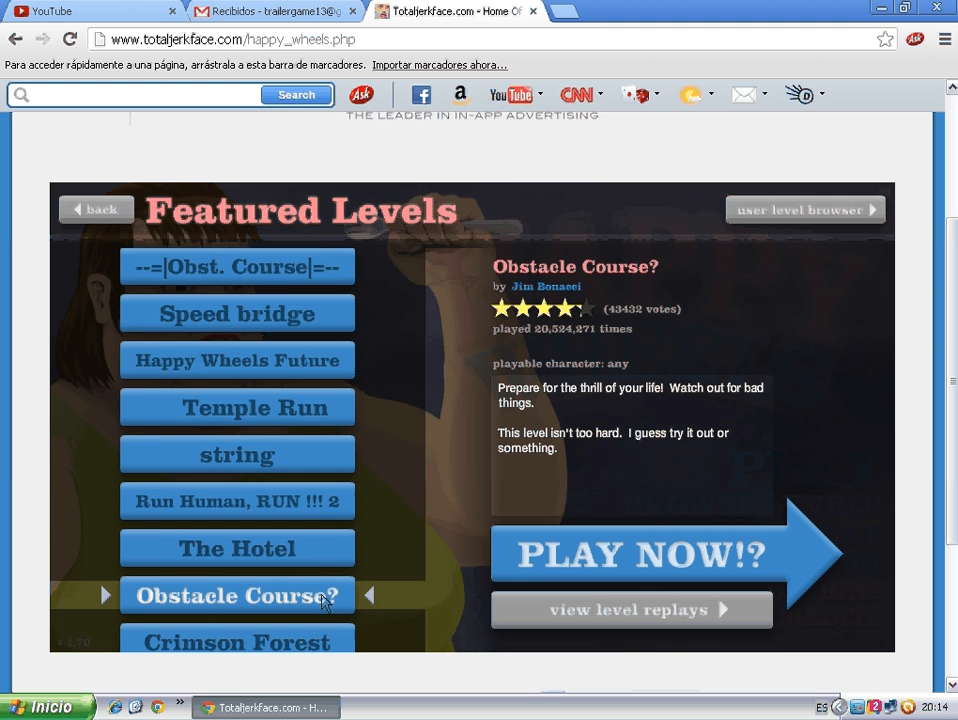 YouTube
Recibidos - trailergame13@g
Totaljerkface.com - Home Of
www.totaljerkface.com/happy_wheels.php
Ask
Para acceder rápidamente a una página, arrástrala a esta barra de marcadores. Importar marcadores ahora...
Search
Ask
f
a
YouTube
CNN
D
THE LEADER IN IN-APP ADVERTISING
back
Featured Levels
user level browser
--=|Obst. Course|=--
Speed bridge
Happy Wheels Future
Temple Run
string
Run Human, RUN !!! 2
The Hotel
Obstacle Course?
Crimson Forest
v 1.70
Obstacle Course?
by Jim Bonacci
(43432 votes)
played 20,524,271 times
playable character: any
Prepare for the thrill of your life! Watch out for bad
things.
This level isn't too hard. I guess try it out or
something.
PLAY NOW!?
view level replays
Inicio
»
Totaljerkface.com - H...
ES
20:14